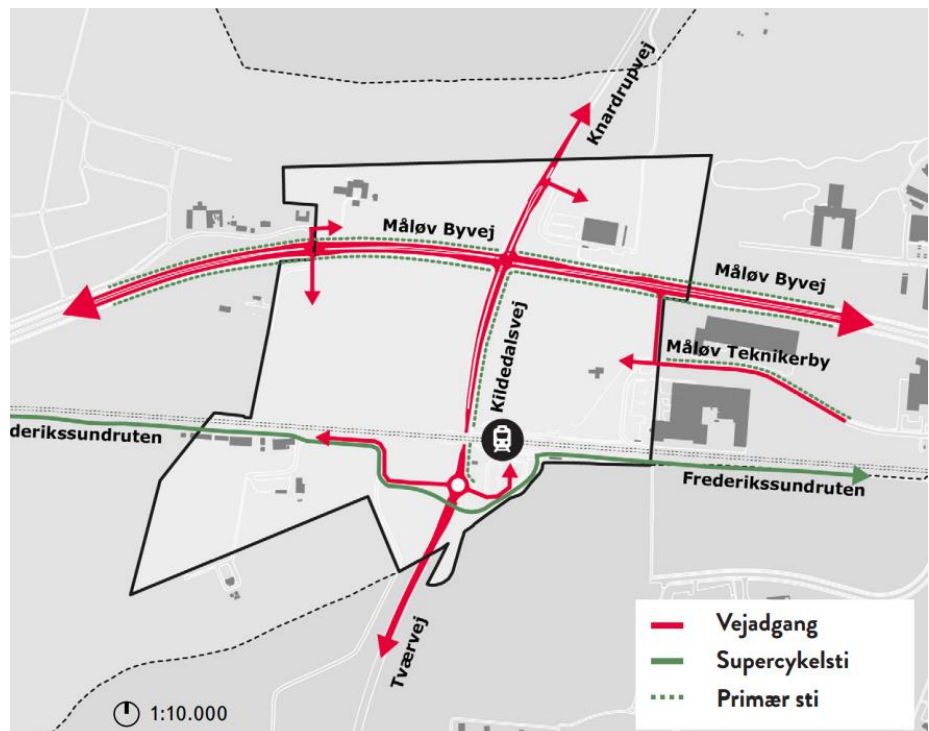 Knardrupvej
Måløv Byvej
Måløv Byvej
Kildedalsvej
Måløv Teknikerby
derikssundruten
Frederikssundruten
Tværvej
Vejadgang
Supercykelsti
Primær sti
1:10.000